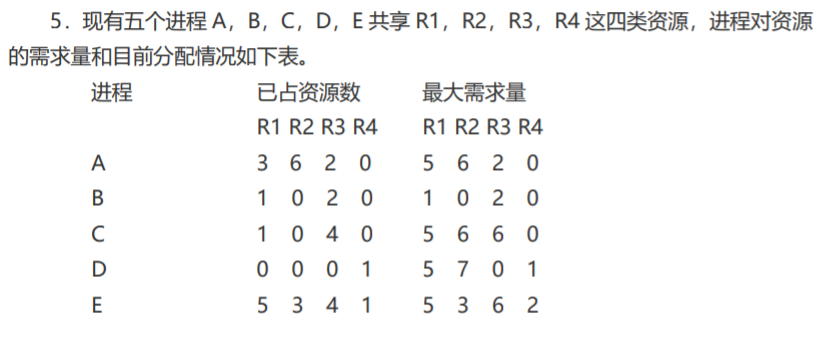 5．现有五个进程 A，B，C，D，E 共享 R1，R2，R3，R4 这四类资源，进程对资源
的需求量和目前分配情况如下表。
进程 已占资源数 最大需求量
R1 R2 R3 R4 R1 R2 R3 R4
A 3 6 2 0 5 6 2 0
B 1 0 2 0 1 0 2 0
C 1 0 4 0 5 6 6 0
D 0 0 0 1 5 7 0 1
E 5 3 4 1 5 3 6 2